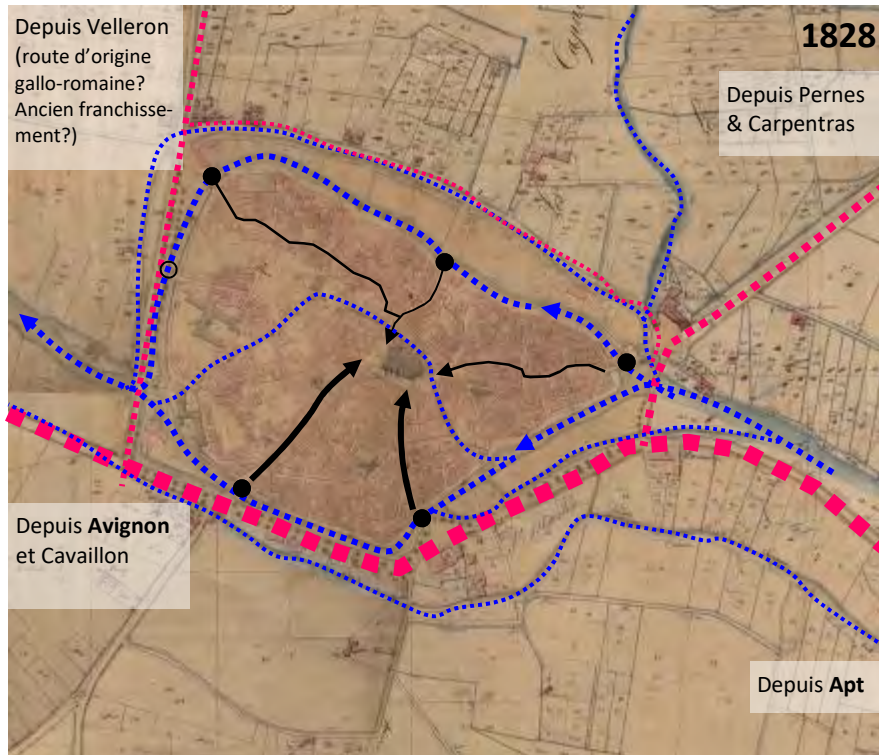 Depuis Velleron
(route d’origine
gallo-romaine?
Ancien franchisse-
ment?)
1828
Depuis Pernes
& Carpentras
Depuis Avignon
et Cavaillon
Depuis Apt